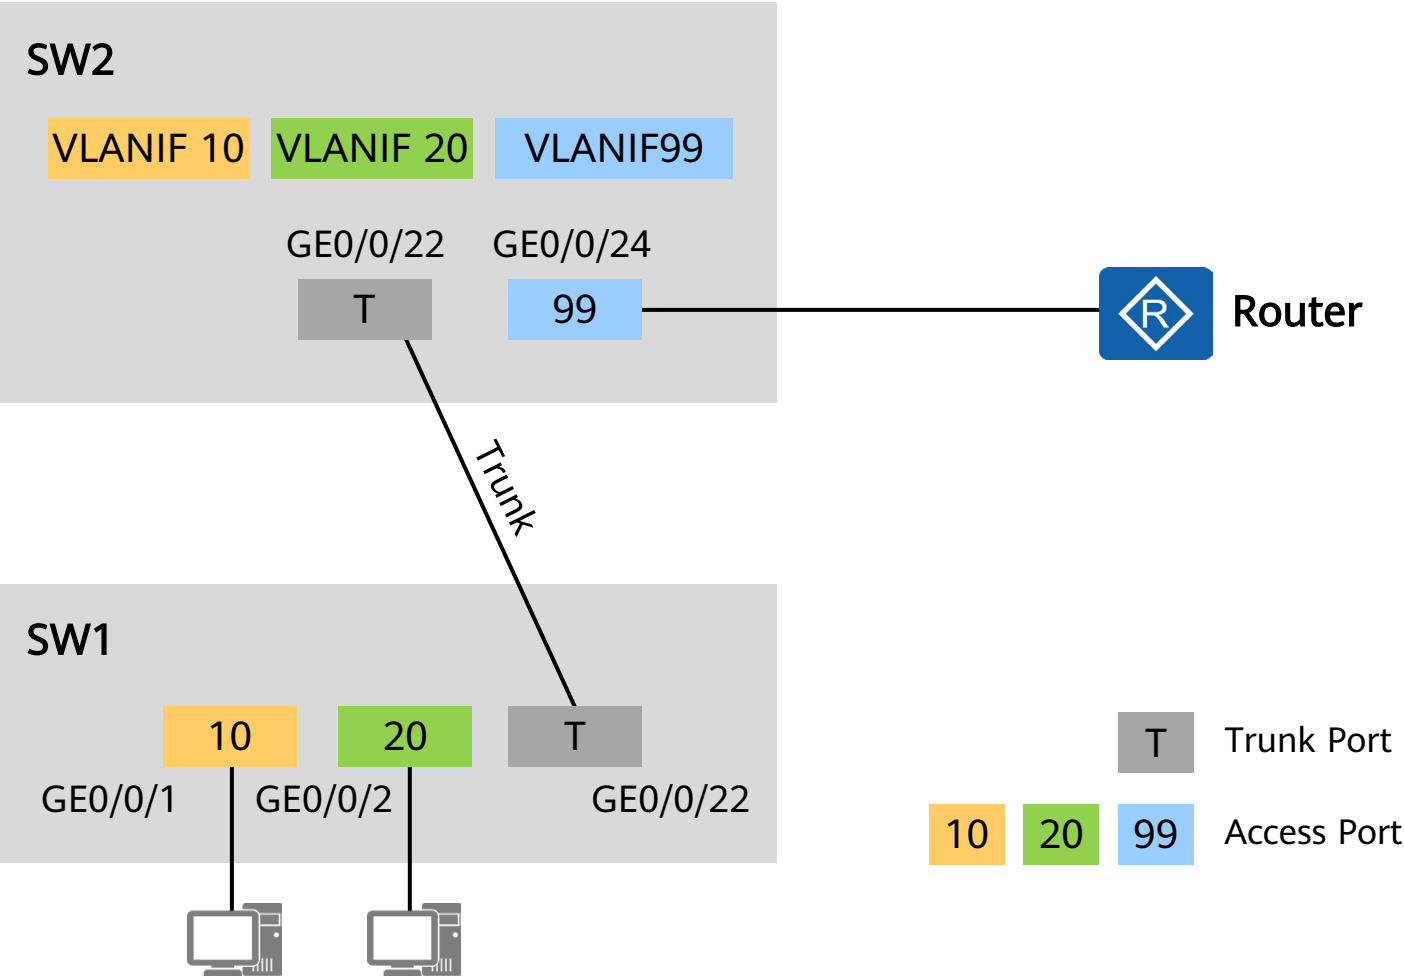 SW2
VLANIF 10 VLANIF 20 VLANIF99
GE0/0/22 GE0/0/24
T 99
R Router
Trunk
SW1
10 20 T
GE0/0/1 GE0/0/2 GE0/0/22
T Trunk Port
10 20 99 Access Port